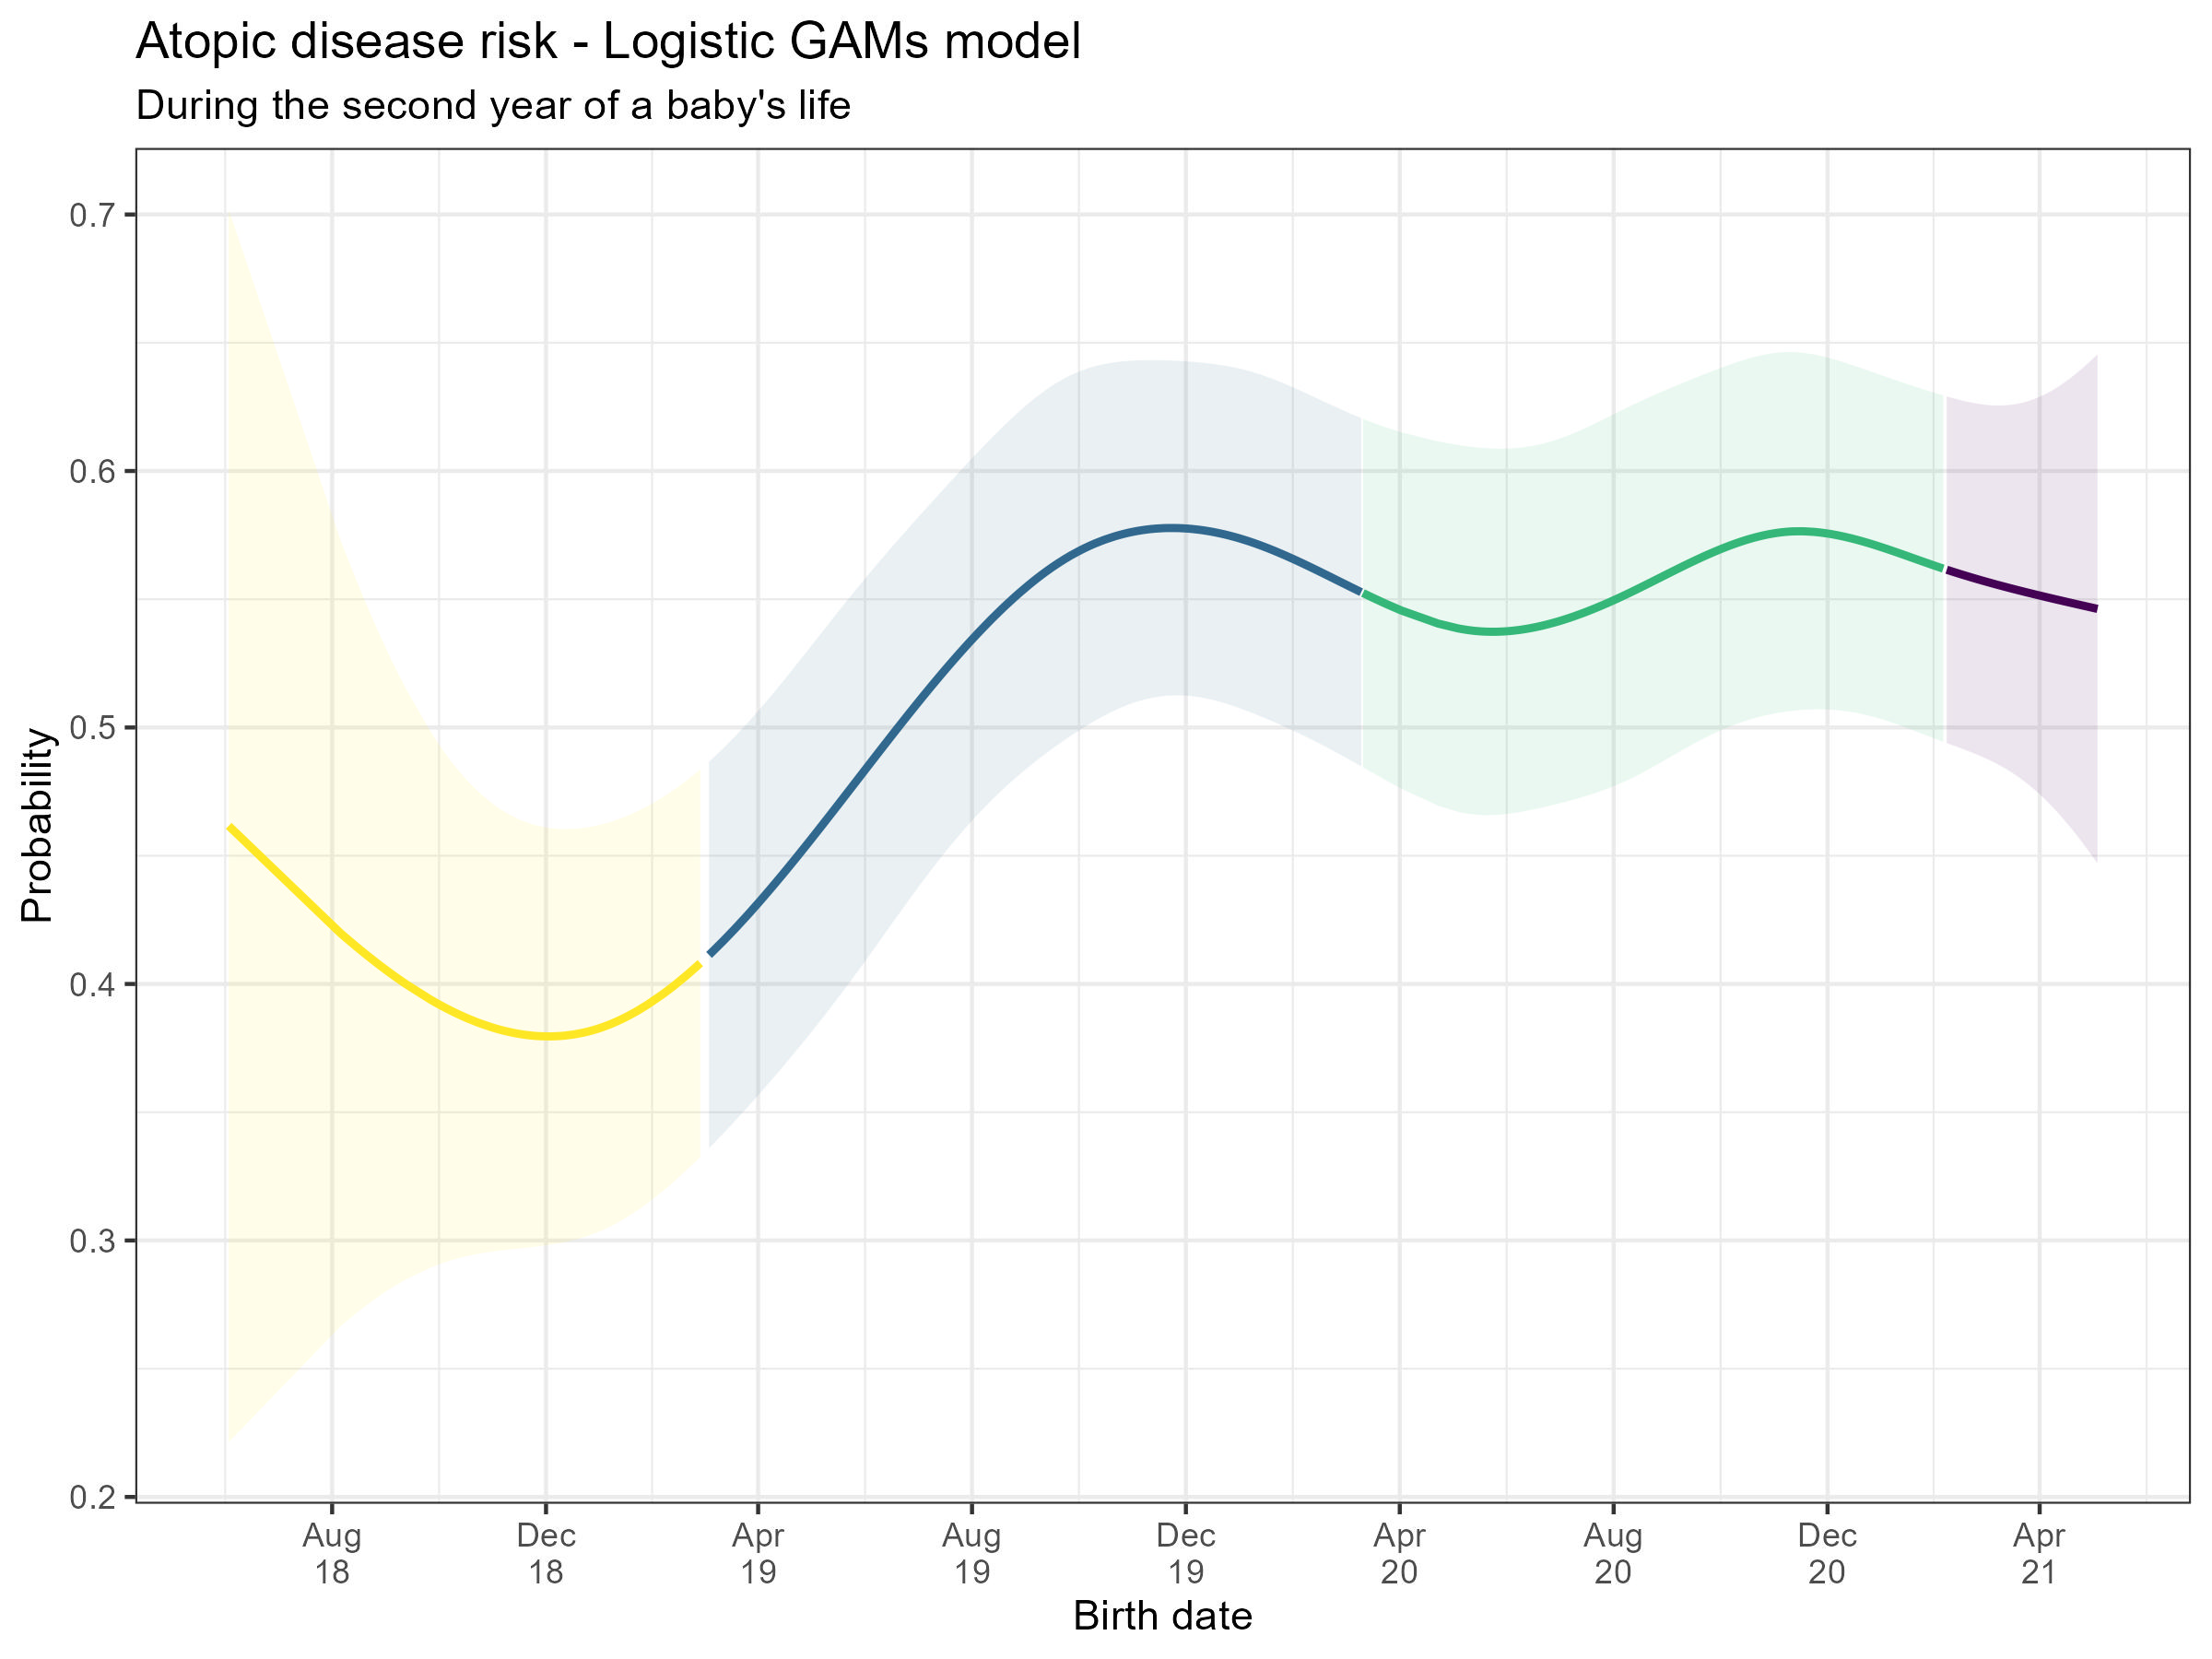 Atopic disease risk - Logistic GAMs model
During the second year of a baby's life
Probability
0.7
0.6
0.5
0.4
0.3
0.2
Aug Dec Apr Aug Dec Apr Aug Dec Apr
18 18 19 19 19 20 20 20 21
Birth date